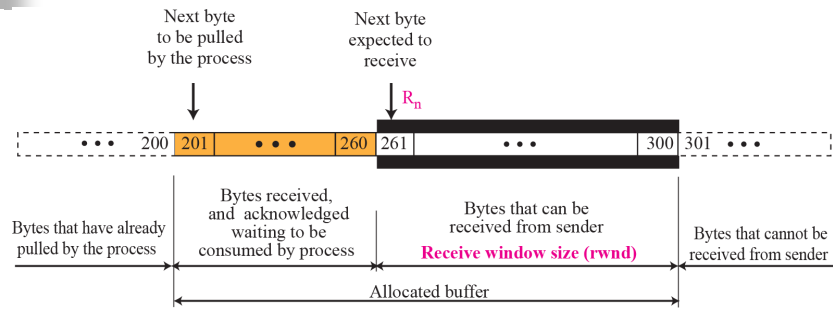 Next byte
to be pulled
by the process
Next byte
expected to
receive
Rn
••• 200 201 ••• 260 261 ••• 300 301 •••
Bytes that have already
pulled by the process
Bytes received,
and acknowledged
waiting to be
consumed by process
Bytes that can be
received from sender
Receive window size (rwnd)
Bytes that cannot be
received from sender
Allocated buffer